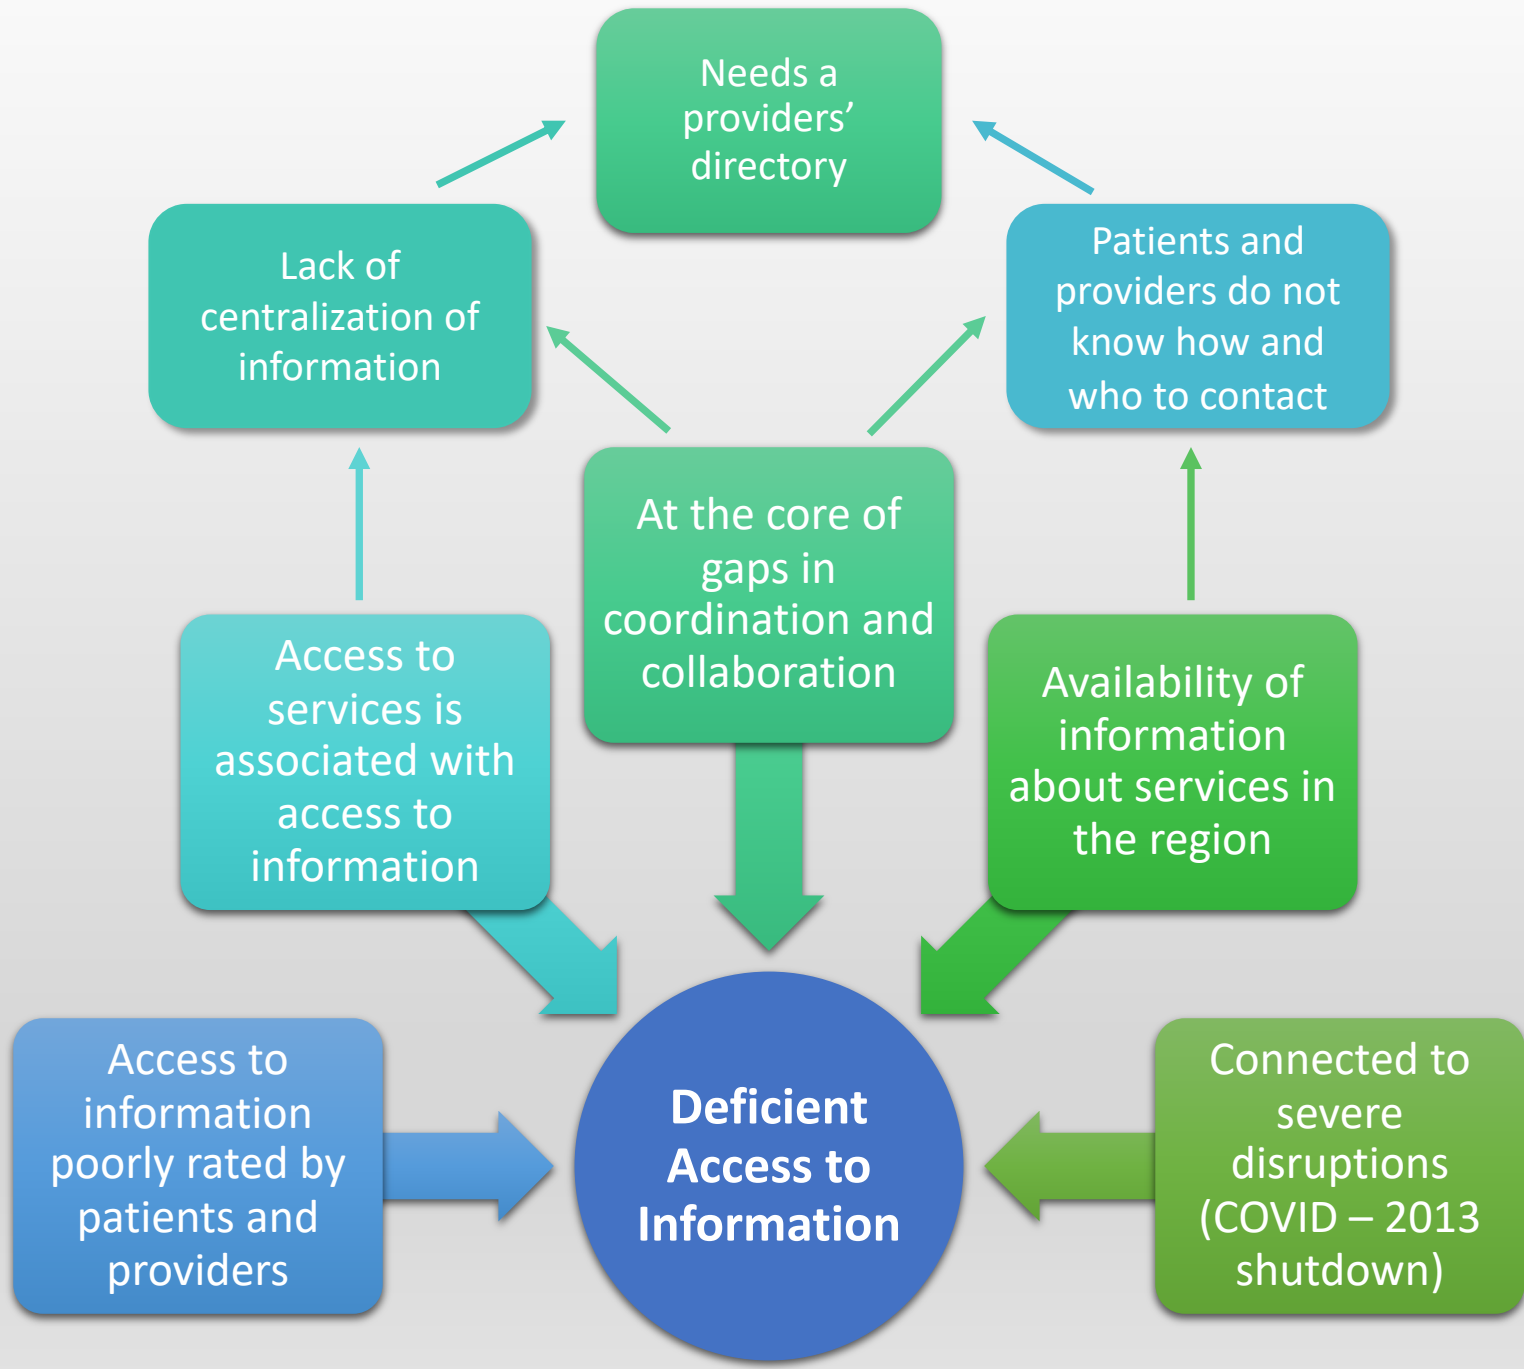 Needs a
providers’
directory
Lack of
centralization of
information
Patients and
providers do not
know how and
who to contact
At the core of
gaps in
coordination and
collaboration
Access to
services is
associated with
access to
information
Availability of
information
about services in
the region
Access to
information
poorly rated by
patients and
providers
Deficient
Access to
Information
Connected to
severe
disruptions
(COVID – 2013
shutdown)